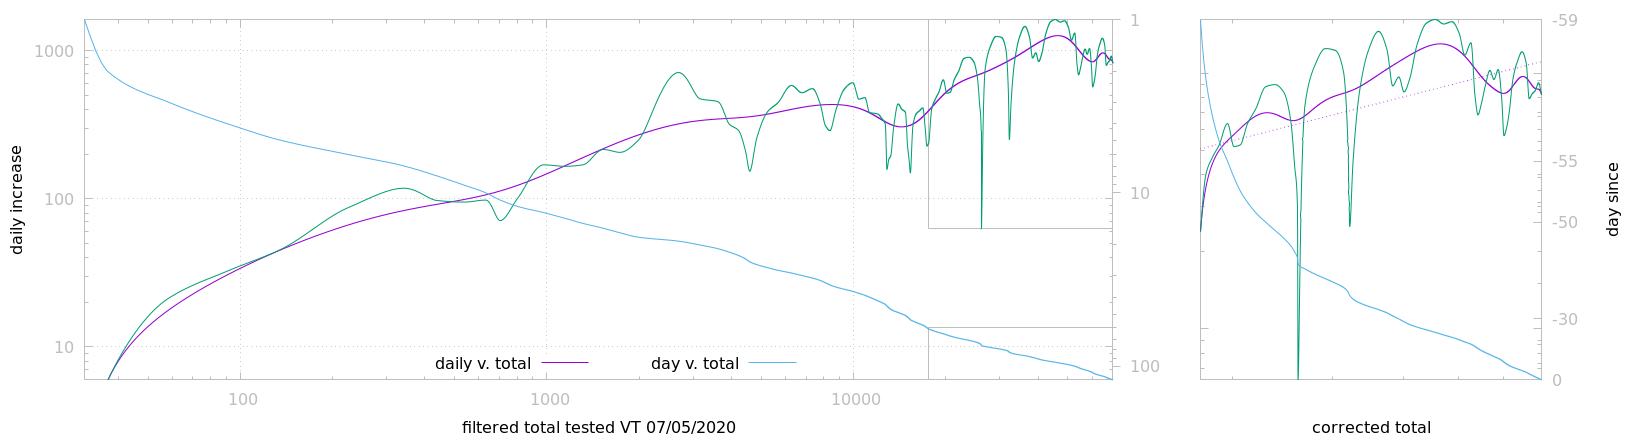 1000
100
10
daily increase
100
1000
10000
filtered total tested VT 07/05/2020
daily v. total
day v. total
1
10
100
-59
-55
-50
-30
0
day since
corrected total